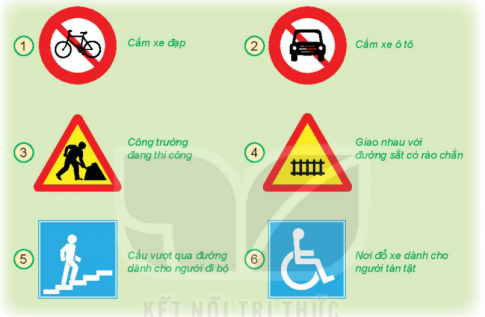 1
Cấm xe đạp
2
Cấm xe ô tô
3
Công trường
đang thi công
4
Giao nhau với
đường sắt có rào chắn
5
Cầu vượt qua đường
dành cho người đi bộ
6
Nơi đỗ xe dành cho
người tàn tật
KẾT NỐI TRI THỨC